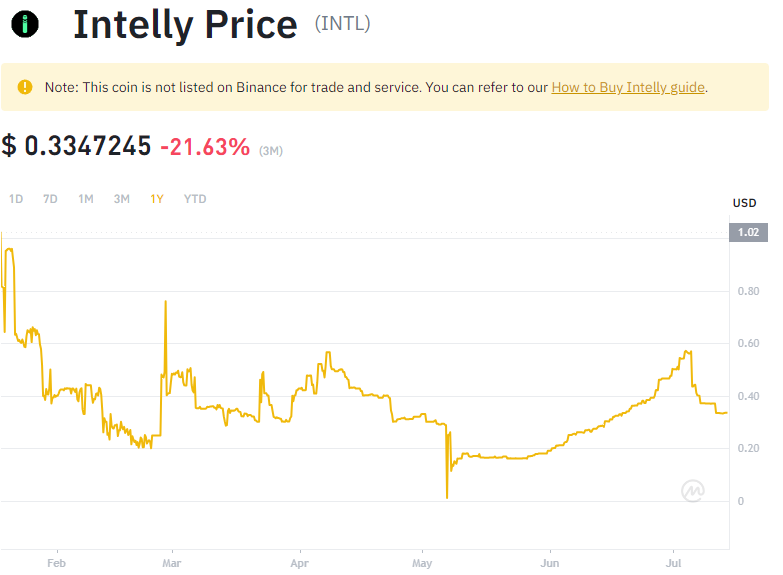 Intelly Price (INTL)
Note: This coin is not listed on Binance for trade and service. You can refer to our How to Buy Intelly guide.
$ 0.3347245 -21.63% (3M)
1D 7D 1M 3M 1Y YTD
USD
1.02
0.80
0.60
0.40
0.20
0
Feb Mar Apr May Jun Jul